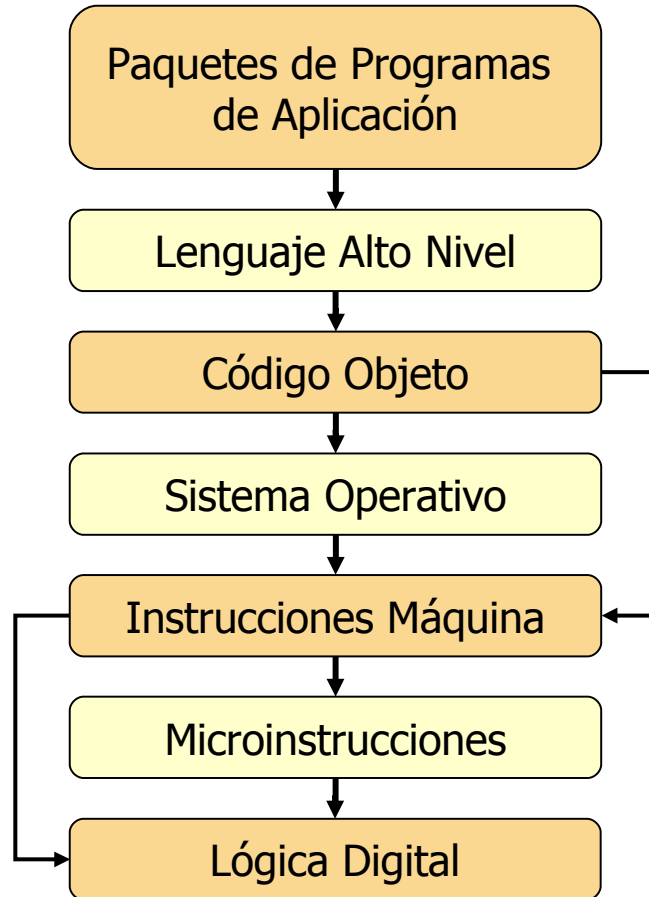 Paquetes de Programas
de Aplicación
Lenguaje Alto Nivel
Código Objeto
Sistema Operativo
Instrucciones Máquina
Microinstrucciones
Lógica Digital